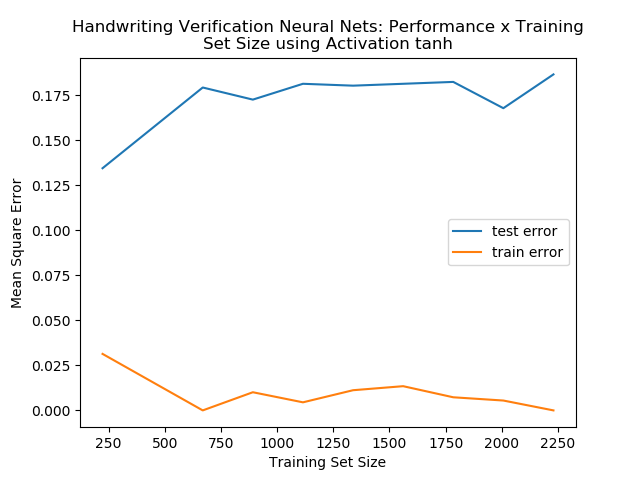 Handwriting Verification Neural Nets: Performance x Training
Set Size using Activation tanh
Mean Square Error
0.175
0.150
0.125
0.100
0.075
0.050
0.025
0.000
test error
train error
250
500
750
1000
1250
1500
1750
2000
2250
Training Set Size